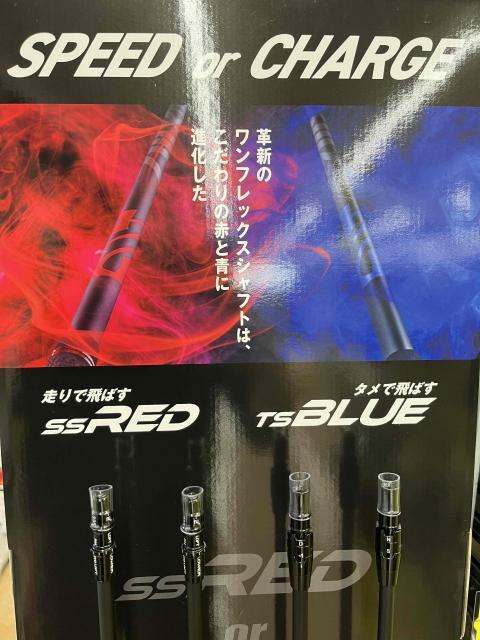 SPEED or CHARGE
革新の
ワンフレックスシャフトは、
こだわりの赤と青に
進化した
走りで飛ばす
SSRED
タメで飛ばす
TSBLUE
SSRED
or